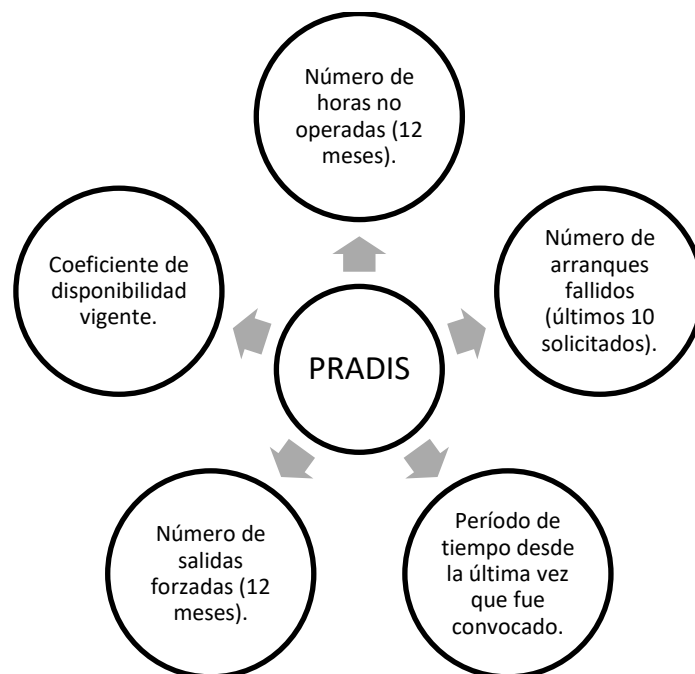 Número de
horas no
operadas (12
meses).
Coeficiente de
disponibilidad
vigente.
Número de
arranques
fallidos
(últimos 10
solicitados).
PRADIS
Número de
salidas
forzadas (12
meses).
Período de
tiempo desde
la última vez
que fue
convocado.